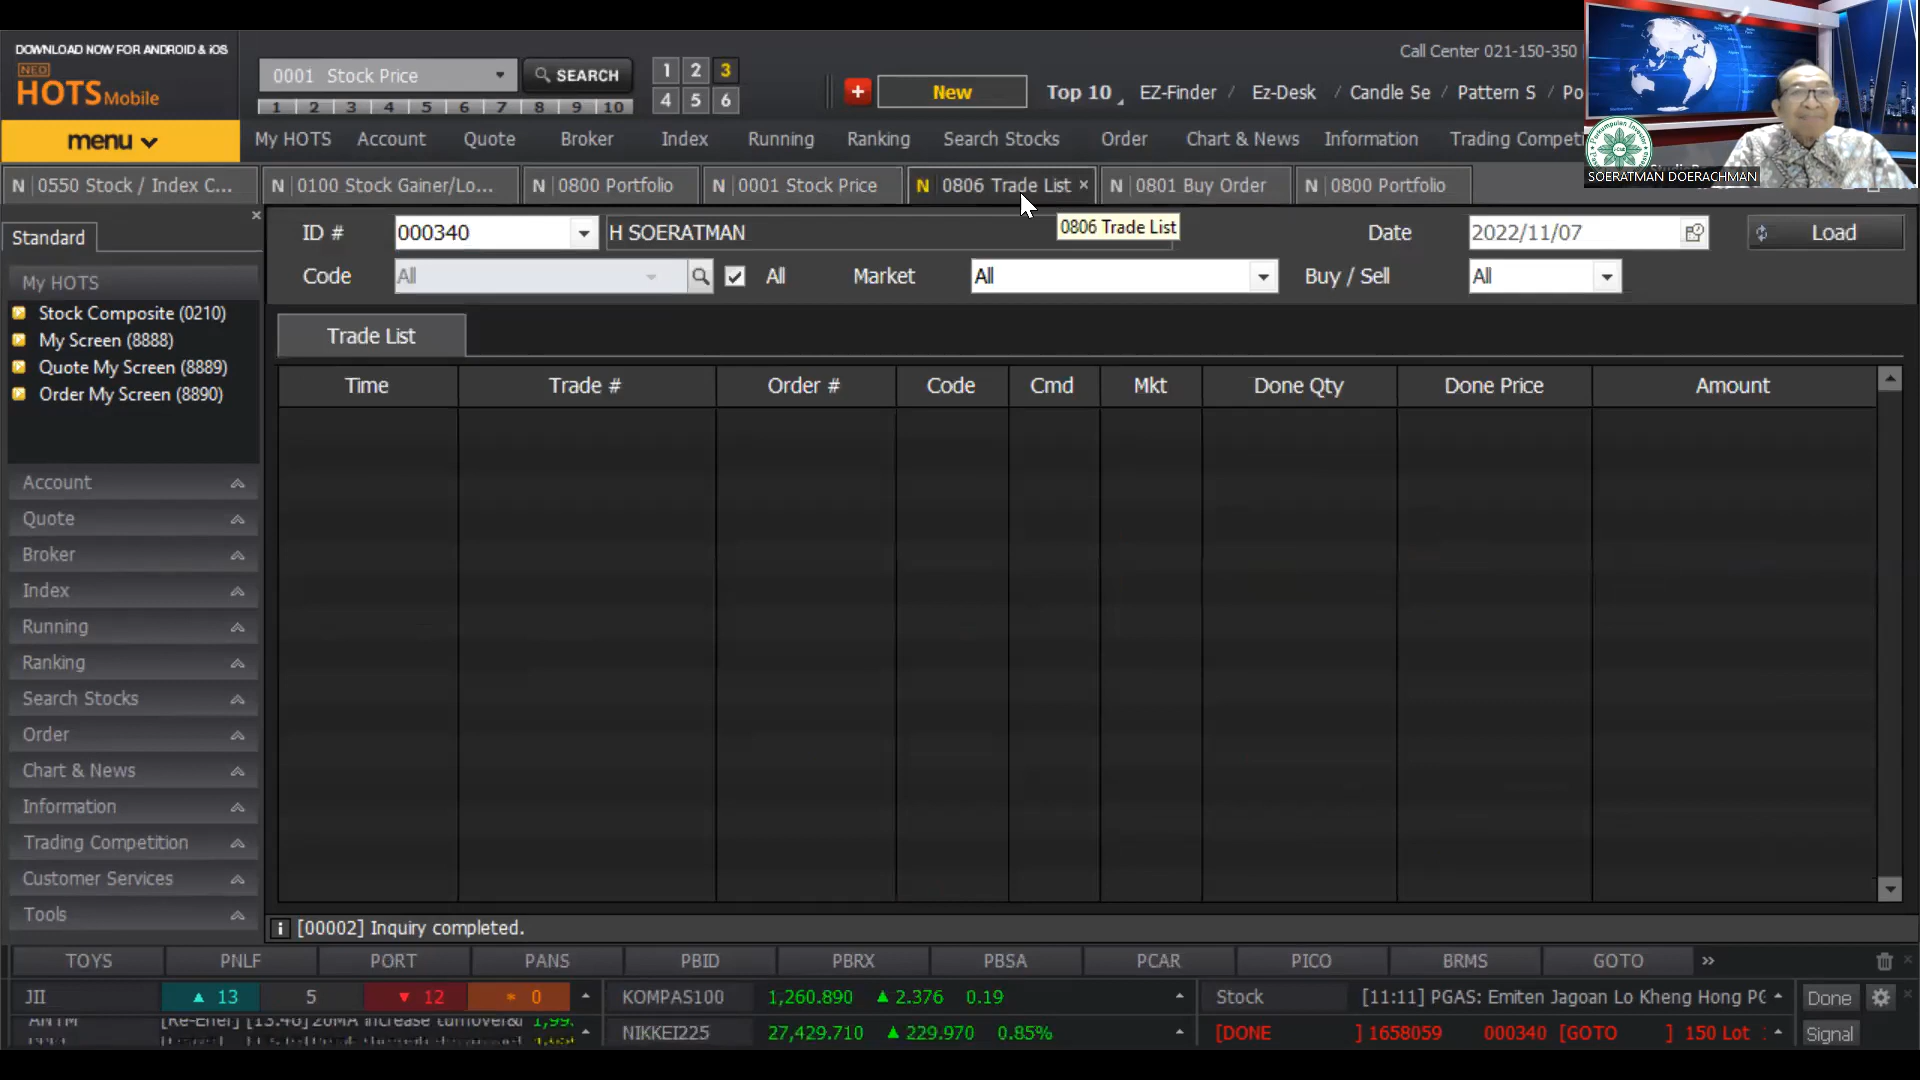 DOWNLOAD NOW FOR ANDROID & iOS
NEO
HOTS Mobile
menu
0001 Stock Price
SEARCH
1 2 3 4 5 6 7 8 9 10
1 2 3
4 5 6
New
Call Center 021-150-350
Top 10 EZ-Finder / Ez-Desk / Candle Se / Pattern S / Po
My HOTS Account Quote Broker Index Running Ranking Search Stocks Order Chart & News Information Trading Competi
SOERATMAN DOERACHMAN
N 0550 Stock / Index C... N 0100 Stock Gainer/Lo... N 0800 Portfolio N 0001 Stock Price N 0806 Trade List × N 0801 Buy Order N 0800 Portfolio
0806 Trade List
Standard
My HOTS
Stock Composite (0210)
My Screen (8888)
Quote My Screen (8889)
Order My Screen (8890)
Account
Quote
Broker
Index
Running
Ranking
Search Stocks
Order
Chart & News
Information
Trading Competition
Customer Services
Tools
ID # 000340 H SOERATMAN Date 2022/11/07 Load
Code All All Market All Buy / Sell All
Trade List
Time Trade # Order # Code Cmd Mkt Done Qty Done Price Amount
[00002] Inquiry completed.
TOYS PNLF PORT PANS PBID PBRX PBSA PCAR PICO BRMS GOTO »
JII ▲ 13 5 ▼ 12 * 0 KOMPAS100 1,260.890 ▲ 2.376 0.19 Stock [11:11] PGAS: Emiten Jagoan Lo Kheng Hong PG Done
NIKKEI225 27,429.710 ▲ 229.970 0.85% [DONE ] 1658059 000340 [GOTO ] 150 Lot Signal